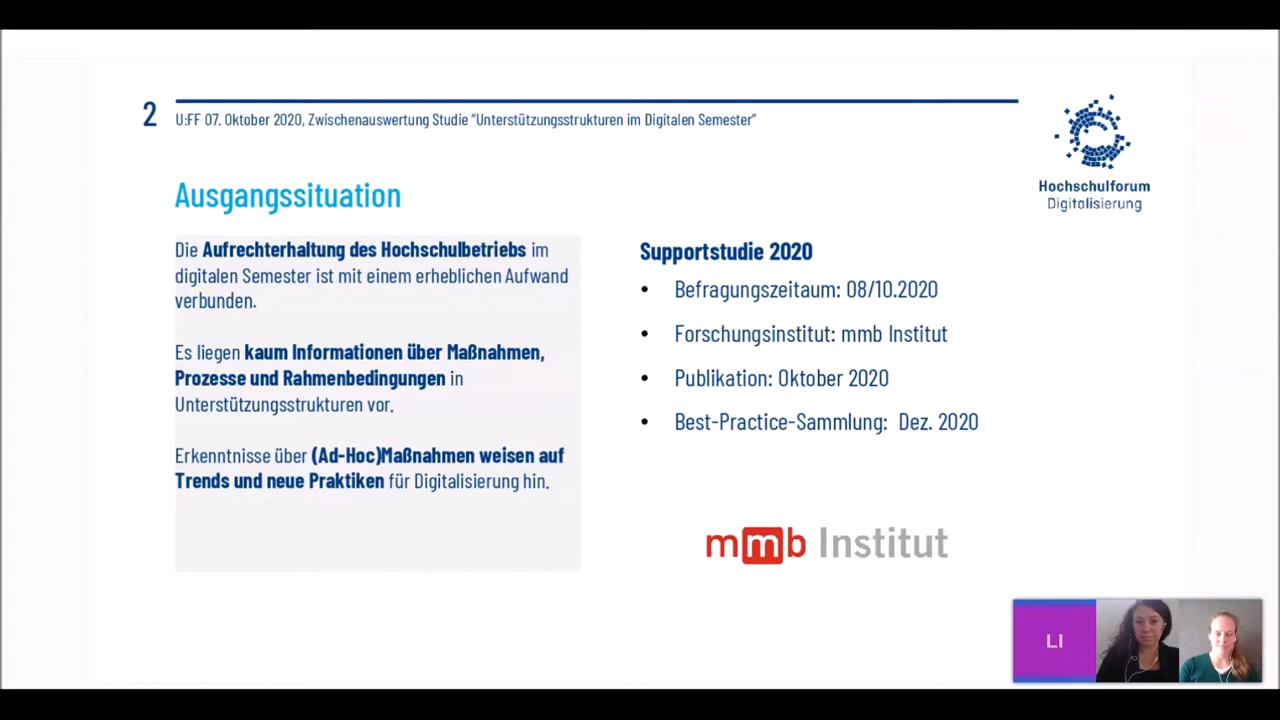 2
U:FF 07. Oktober 2020, Zwischenauswertung Studie "Unterstützungsstrukturen im Digitalen Semester"
Hochschulforum
Digitalisierung
Ausgangssituation
Die Aufrechterhaltung des Hochschulbetriebs im
digitalen Semester ist mit einem erheblichen Aufwand
verbunden.
Es liegen kaum Informationen über Maßnahmen,
Prozesse und Rahmenbedingungen in
Unterstützungsstrukturen vor.
Erkenntnisse über (Ad-Hoc)Maßnahmen weisen auf
Trends und neue Praktiken für Digitalisierung hin.
Supportstudie 2020
• Befragungszeitaum: 08/10.2020
• Forschungsinstitut: mmb Institut
• Publikation: Oktober 2020
• Best-Practice-Sammlung: Dez. 2020
mmb Institut
LI